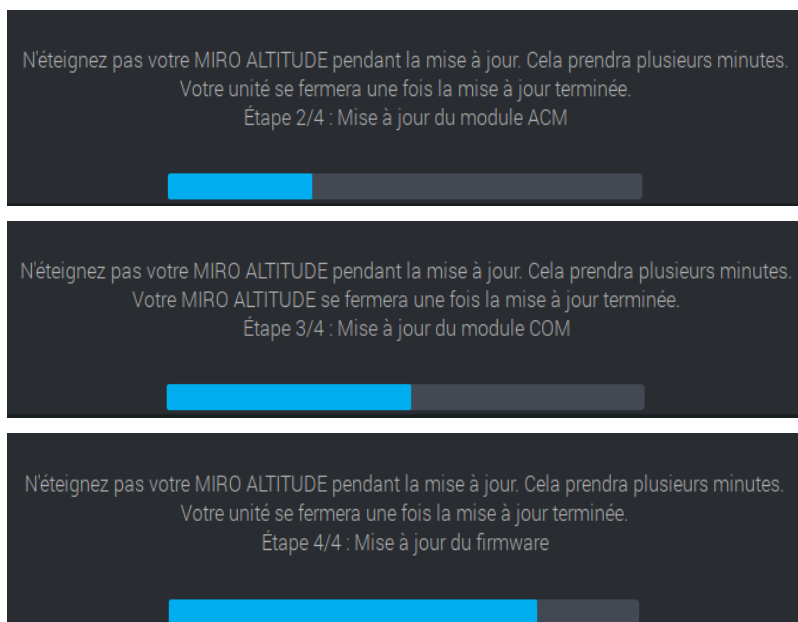 N'éteignez pas votre MIRO ALTITUDE pendant la mise à jour. Cela prendra plusieurs minutes.
Votre unité se fermera une fois la mise à jour terminée.
Étape 2/4 : Mise à jour du module ACM
N'éteignez pas votre MIRO ALTITUDE pendant la mise à jour. Cela prendra plusieurs minutes.
Votre MIRO ALTITUDE se fermera une fois la mise à jour terminée.
Étape 3/4 : Mise à jour du module COM
N'éteignez pas votre MIRO ALTITUDE pendant la mise à jour. Cela prendra plusieurs minutes.
Votre unité se fermera une fois la mise à jour terminée.
Étape 4/4 : Mise à jour du firmware